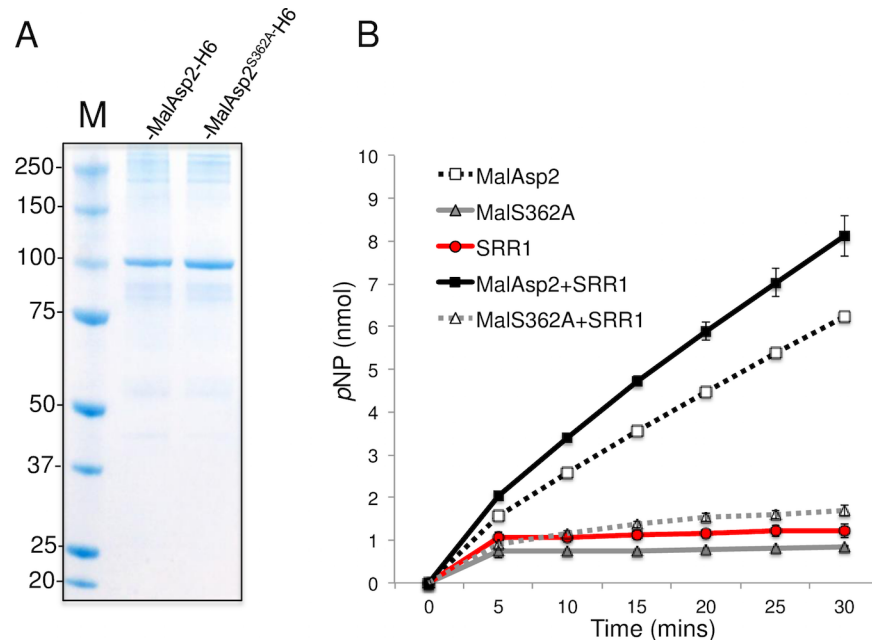 A
M
-MalAsp2-H6
-MalAsp2S362A-H6
250-
150-
100-
75-
50-
37-
25-
20-
B
10
9
8
7
6
5
4
3
2
1
0
pNP (nmol)
MalAsp2
MalS362A
SRR1
MalAsp2+SRR1
MalS362A+SRR1
0 5 10 15 20 25 30
Time (mins)